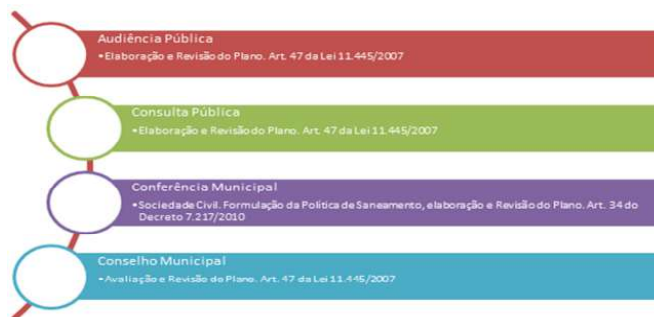 Audiência Pública
•Elaboração e Revisão do Plano. Art. 47 da Lei 11.445/2007
Consulta Pública
•Elaboração e Revisão do Plano. Art. 47 da Lei 11.445/2007
Conferência Municipal
•Sociedade Civil. Formulação da Politica de Saneamento, elaboração e Revisão do Plano. Art. 34 do
Decreto 7.217/2010
Conselho Municipal
•Avaliação e Revisão do Plano. Art. 47 da Lei 11.445/2007